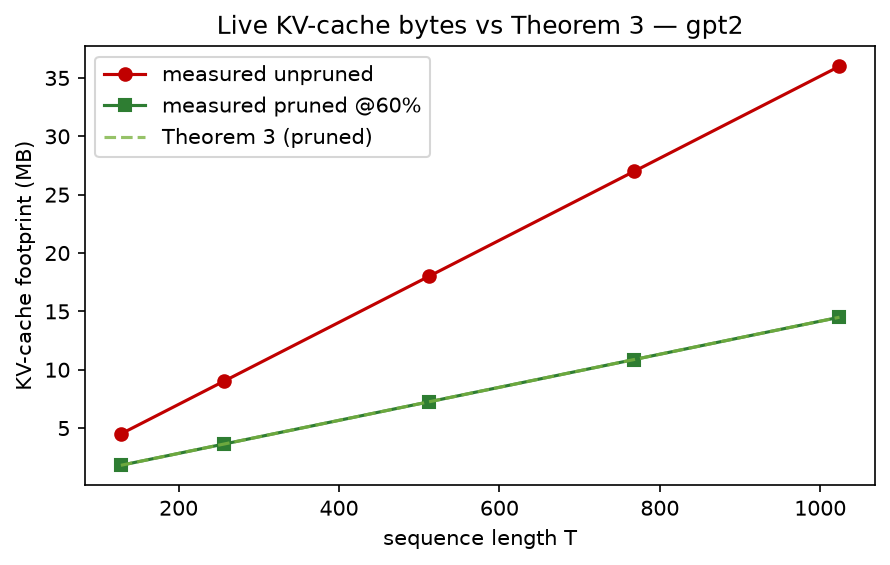 Live KV-cache bytes vs Theorem 3 — gpt2
measured unpruned
measured pruned @60%
Theorem 3 (pruned)
KV-cache footprint (MB)
35
30
25
20
15
10
5
200 400 600 800 1000
sequence length T